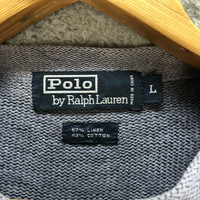 Polo
by Ralph Lauren
L
MADE IN CHINA
57% LINEN
43% COTTON